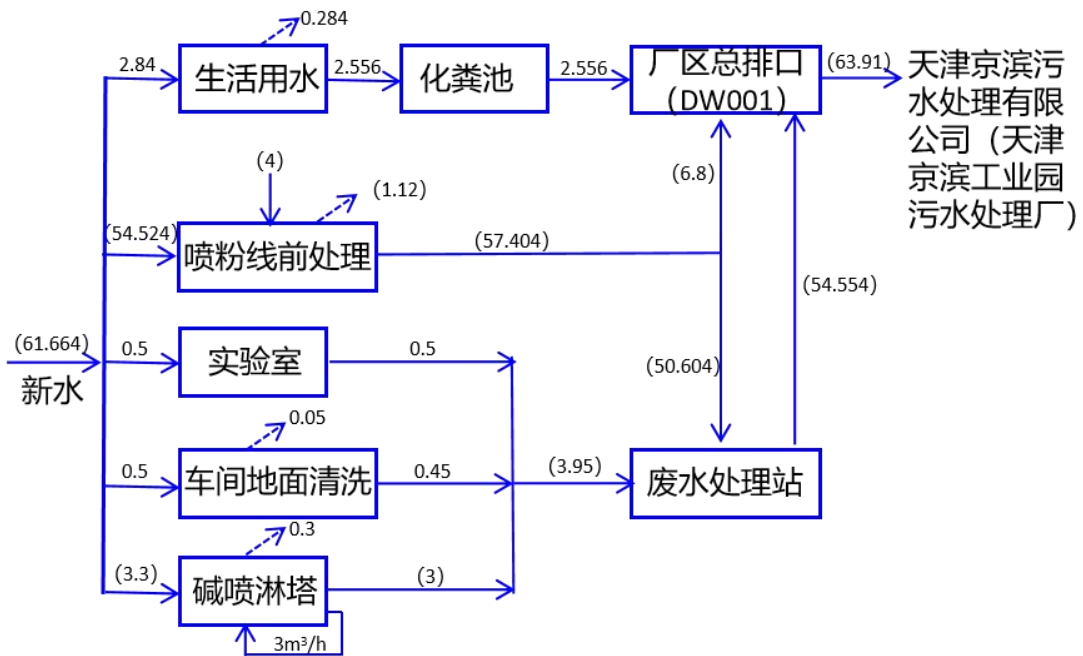 0.284
2.84
生活用水
2.556
化粪池
2.556
厂区总排口
（DW001）
(63.91)
天津京滨污
水处理有限
公司（天津
京滨工业园
污水处理厂）
(4)
(1.12)
(6.8)
(54.524)
喷粉线前处理
(57.404)
(54.554)
(61.664)
新水
0.5
实验室
0.5
(50.604)
0.05
0.5
车间地面清洗
0.45
(3.95)
废水处理站
0.3
(3.3)
碱喷淋塔
(3)
3m³/h